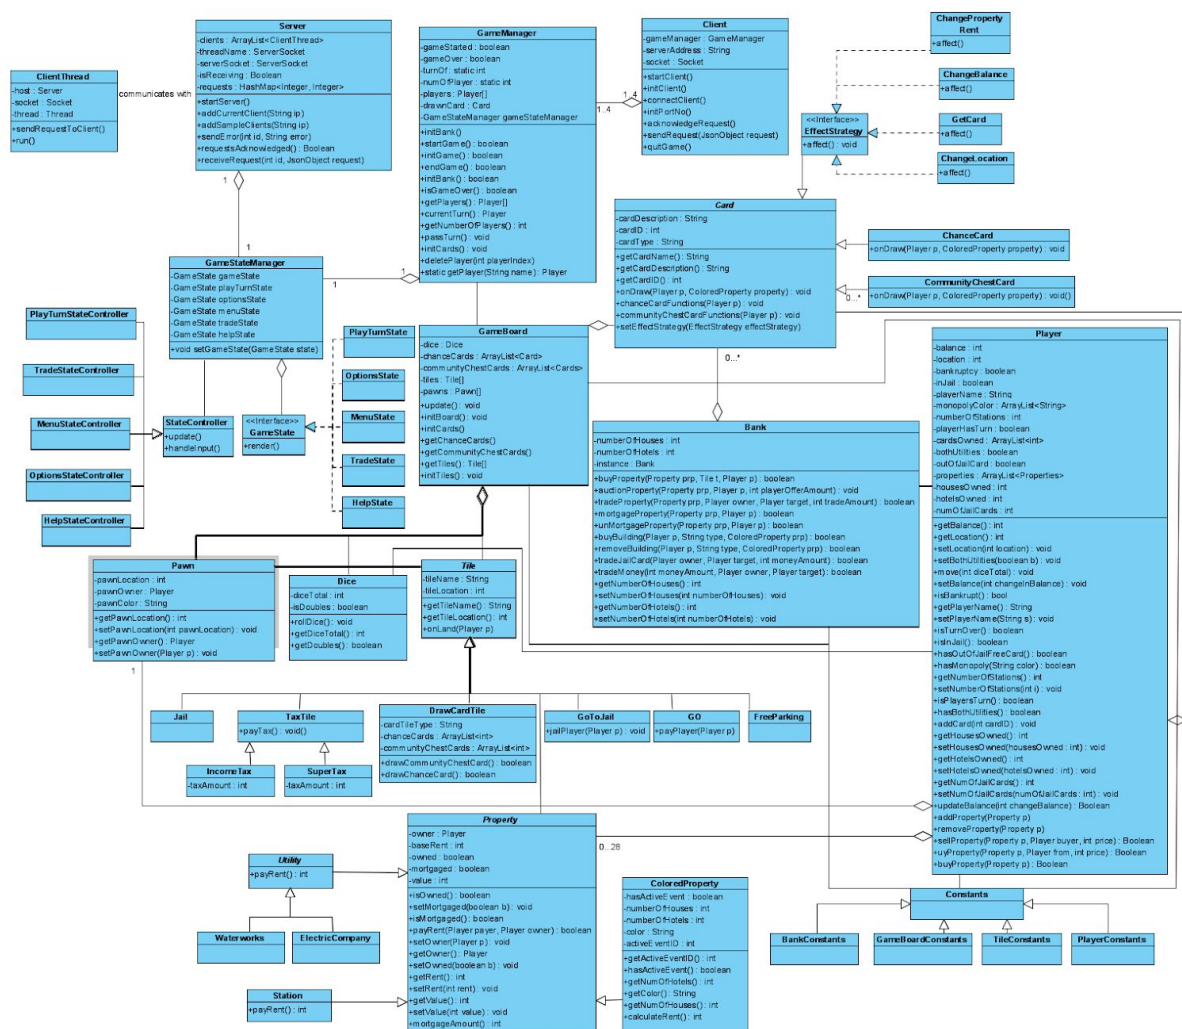 Server
-clients : ArrayList<ClientThread>
-threadName : ServerSocket
-serverSocket : ServerSocket
-isReceiving : Boolean
-requests : HashMap<Integer, Integer>
+startServer()
+addCurrentClient(String ip)
+addSampleClients(String ip)
+sendError(int id, String error)
+requestsAcknowledged() : Boolean
+receiveRequest(int id, JsonObject request)
ClientThread
-host : Server
-socket : Socket
-thread : Thread
+sendRequestToClient()
+run()
communicates with
1
1
GameManager
-gameStarted : boolean
-gameOver : boolean
-turnOf : static int
-numOfPlayer : static int
-players : Player[]
-drawnCard : Card
-GameStateManager gameStateManager
+initBank()
+startGame() : boolean
+initGame() : boolean
+endGame() : boolean
+initBank() : boolean
+isGameOver() : boolean
+getPlayers() : Player[]
+currentTurn() : Player
+getNumberOfPlayers() : int
+passTurn() : void
+initCards() : void
+deletePlayer(int playerIndex)
+static getPlayer(String name) : Player
1..4
1..4
Client
-gameManager : GameManager
-serverAddress : String
-socket : Socket
+startClient()
+initClient()
+connectClient()
+initPortNo()
+acknowledgeRequest()
+sendRequest(JsonObject request)
+quitGame()
ChangeProperty
Rent
+affect()
ChangeBalance
+affect()
GetCard
+affect()
ChangeLocation
+affect()
<<Interface>>
EffectStrategy
+affect() : void
Card
-cardDescription : String
-cardID : int
-cardType : String
+getCardName() : String
+getCardDescription() : String
+getCardID() : int
+onDraw(Player p, ColoredProperty property) : void
+chanceCardFunctions(Player p) : void
+communityChestCardFunctions(Player p) : void
+setEffectStrategy(EffectStrategy effectStrategy)
ChanceCard
+onDraw(Player p, ColoredProperty property) : void
CommunityChestCard
+onDraw(Player p, ColoredProperty property) : void()
0...*
0...*
GameStateManager
-GameState gameState
-GameState playTurnState
-GameState optionsState
-GameState menuState
-GameState tradeState
-GameState helpState
+void setGameState(GameState state)
1
1
PlayTurnStateController
TradeStateController
MenuStateController
OptionsStateController
HelpStateController
StateController
+update()
+handleInput()
<<Interface>>
GameState
+render()
PlayTurnState
OptionsState
MenuState
TradeState
HelpState
GameBoard
-dice : Dice
-chanceCards : ArrayList<Card>
-communityChestCards : ArrayList<Cards>
-tiles : Tile[]
-pawns : Pawn[]
+update() : void
+initBoard() : void
+initCards()
+getChanceCards()
+getCommunityChestCards()
+getTiles() : Tile[]
+initTiles() : void
Bank
-numberOfHouses : int
-numberOfHotels : int
-instance : Bank
+buyProperty(Property prp, Tile t, Player p) : boolean
+auctionProperty(Property prp, Player p, int playerOfferAmount) : void
+tradeProperty(Property prp, Player owner, Player target, int tradeAmount) : boolean
+mortgageProperty(Property prp, Player p) : boolean
+unMortgageProperty(Property prp, Player p) : boolean
+buyBuilding(Player p, String type, ColoredProperty prp) : boolean
+removeBuilding(Player p, String type, ColoredProperty prp) : boolean
+tradeJailCard(Player owner, Player target, int moneyAmount) : boolean
+tradeMoney(int moneyAmount, Player owner, Player target) : boolean
+getNumberOfHouses() : int
+setNumberOfHouses(int numberOfHouses) : void
+getNumberOfHotels() : int
+setNumberOfHotels(int numberOfHotels) : void
Player
-balance : int
-location : int
-bankruptcy : boolean
-inJail : boolean
-playerName : String
-monopolyColor : ArrayList<String>
-numberOfStations : int
-playerHasTurn : boolean
-cardsOwned : ArrayList<int>
-bothUtilities : boolean
-outOfJailCard : boolean
-properties : ArrayList<Properties>
-housesOwned : int
-hotelsOwned : int
-numOfJailCards : int
+getBalance() : int
+getLocation() : int
+setLocation(int location) : void
+setBothUtilities(boolean b) : void
+move(int diceTotal) : void
+setBalance(int changeInBalance) : void
+isBankrupt() : bool
+getPlayerName() : String
+setPlayerName(String s) : void
+isTurnOver() : boolean
+isInJail() : boolean
+hasOutOfJailFreeCard() : boolean
+hasMonopoly(String color) : boolean
+getNumberOfStations() : int
+setNumberOfStations(int i) : void
+isPlayersTurn() : boolean
+hasBothUtilities() : boolean
+addCard(int cardID) : void
+getHousesOwned() : int
+setHousesOwned(housesOwned : int) : void
+getHotelsOwned() : int
+setHotelsOwned(hotelsOwned : int) : void
+getNumOfJailCards() : int
+setNumOfJailCards(numOfJailCards : int) : void
+updateBalance(int changeBalance) : Boolean
+addProperty(Property p)
+removeProperty(Property p)
+sellProperty(Property p, Player buyer, int price) : Boolean
+uyProperty(Property p, Player from, int price) : Boolean
+buyProperty(Property p) : Boolean
Pawn
-pawnLocation : int
-pawnOwner : Player
-pawnColor : String
+getPawnLocation() : int
+setPawnLocation(int pawnLocation) : void
+getPawnOwner() : Player
+setPawnOwner(Player p) : void
1
Dice
-diceTotal : int
-isDoubles : boolean
+rollDice() : void
+getDiceTotal() : int
+getDoubles() : boolean
Tile
-tileName : String
-tileLocation : int
+getTileName() : String
+getTileLocation() : int
+onLand(Player p)
Jail
TaxTile
+payTax() : void()
IncomeTax
-taxAmount : int
SuperTax
-taxAmount : int
DrawCardTile
-cardTileType : String
-chanceCards : ArrayList<int>
-communityChestCards : ArrayList<int>
+drawCommunityChestCard() : boolean
+drawChanceCard() : boolean
GoToJail
+jailPlayer(Player p) : void
GO
+payPlayer(Player p)
FreeParking
Property
-owner : Player
-baseRent : int
-owned : boolean
-mortgaged : boolean
-value : int
+isOwned() : boolean
+setMortgaged(boolean b) : void
+isMortgaged() : boolean
+payRent(Player payer, Player owner) : boolean
+setOwner(Player p) : void
+getOwner() : Player
+setOwned(boolean b) : void
+getRent() : int
+setRent(int rent) : void
+getValue() : int
+setValue(int value) : void
+mortgageAmount() : int
0...28
Utility
+payRent() : int
Waterworks
ElectricCompany
Station
+payRent() : int
ColoredProperty
-hasActiveEvent : boolean
-numberOfHouses : int
-numberOfHotels : int
-color : String
-activeEventID : int
+getActiveEventID() : int
+hasActiveEvent() : boolean
+getNumOfHotels() : int
+getColor() : String
+getNumOfHouses() : int
+calculateRent() : int
Constants
BankConstants
GameBoardConstants
TileConstants
PlayerConstants